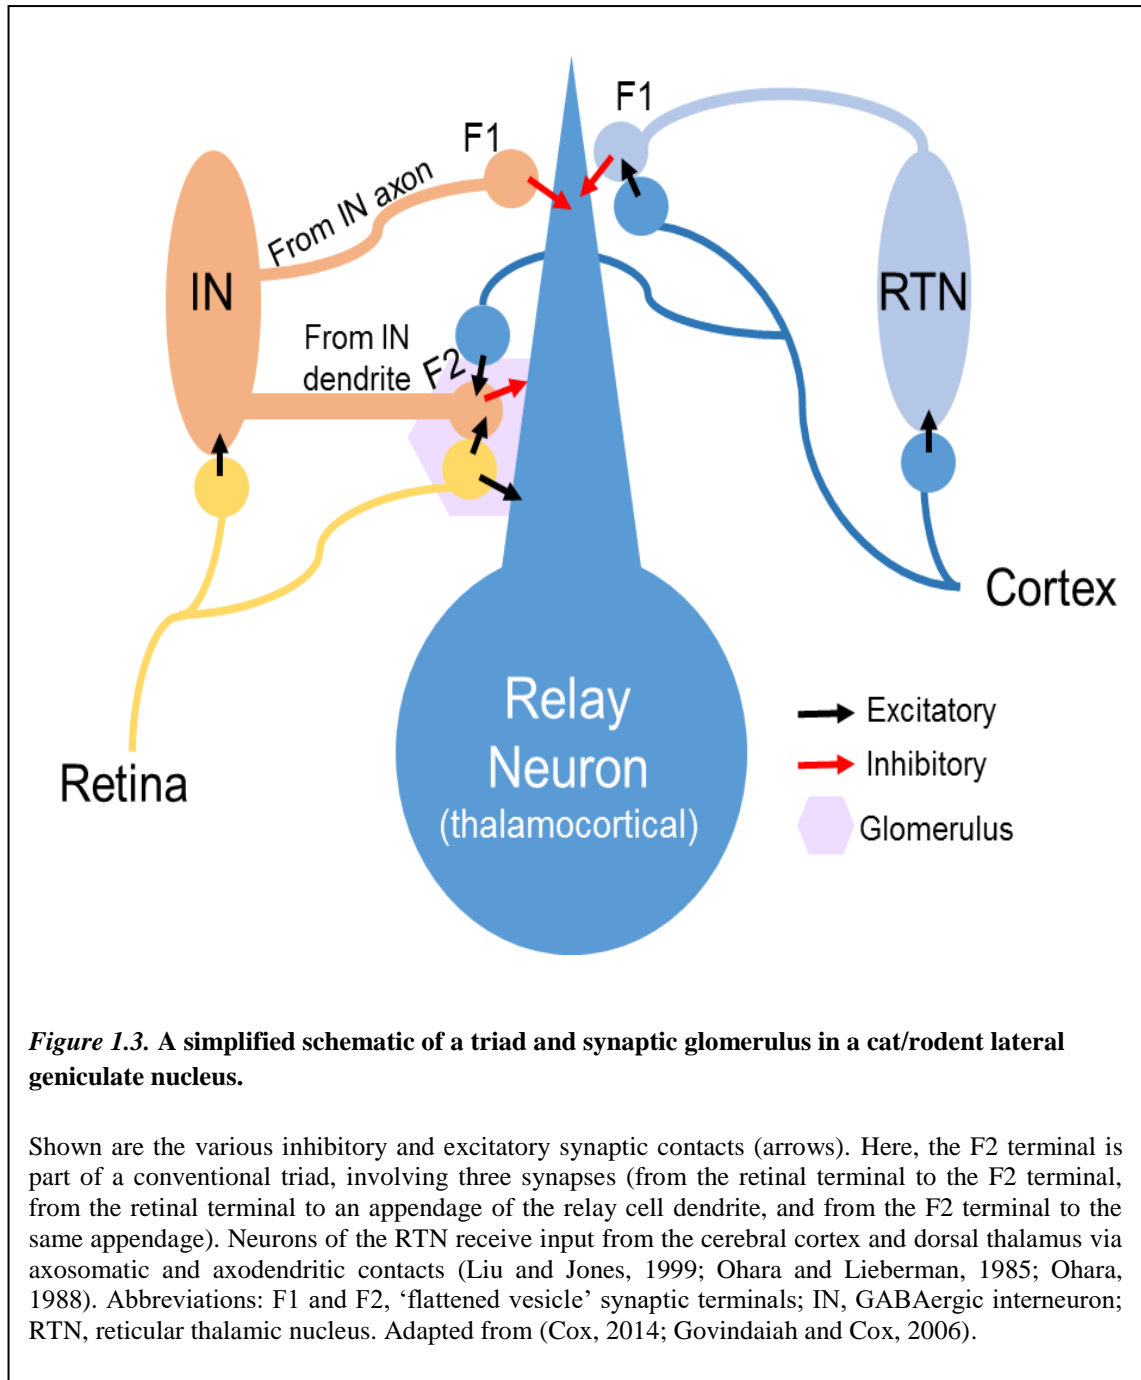 F1
F1
From IN axon
IN
RTN
From IN
dendrite
F2
Cortex
Retina
Relay
Neuron
(thalamocortical)
Excitatory
Inhibitory
Glomerulus
Figure 1.3. A simplified schematic of a triad and synaptic glomerulus in a cat/rodent lateral
geniculate nucleus.
Shown are the various inhibitory and excitatory synaptic contacts (arrows). Here, the F2 terminal is
part of a conventional triad, involving three synapses (from the retinal terminal to the F2 terminal,
from the retinal terminal to an appendage of the relay cell dendrite, and from the F2 terminal to the
same appendage). Neurons of the RTN receive input from the cerebral cortex and dorsal thalamus via
axosomatic and axodendritic contacts (Liu and Jones, 1999; Ohara and Lieberman, 1985; Ohara,
1988). Abbreviations: F1 and F2, ‘flattened vesicle’ synaptic terminals; IN, GABAergic interneuron;
RTN, reticular thalamic nucleus. Adapted from (Cox, 2014; Govindaiah and Cox, 2006).